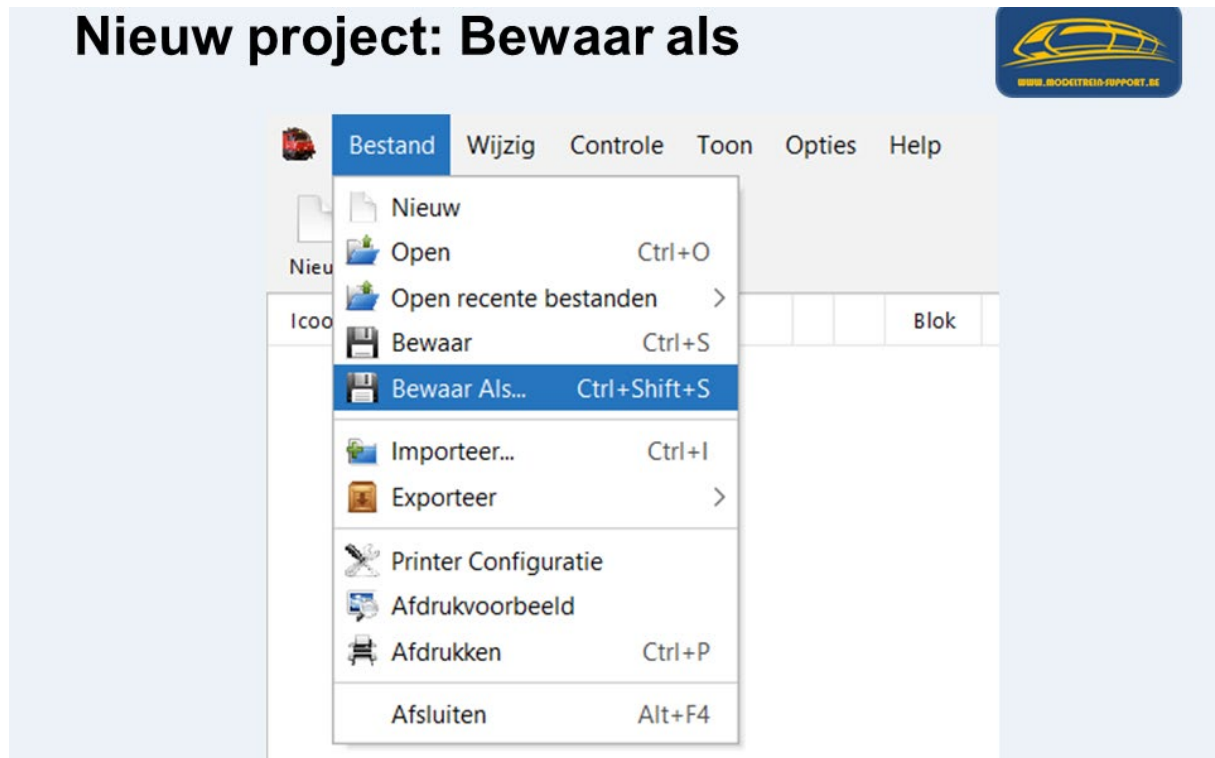 Nieuw project: Bewaar als
WWW.MODELTREIN-SUPPORT.BE
Bestand Wijzig Controle Toon Opties Help
Nieuw
Open Ctrl+O
Nieu
Open recente bestanden >
Icoo Blok
Bewaar Ctrl+S
Bewaar Als... Ctrl+Shift+S
Importeer... Ctrl+I
Exporteer >
Printer Configuratie
Afdrukvoorbeeld
Afdrukken Ctrl+P
Afsluiten Alt+F4